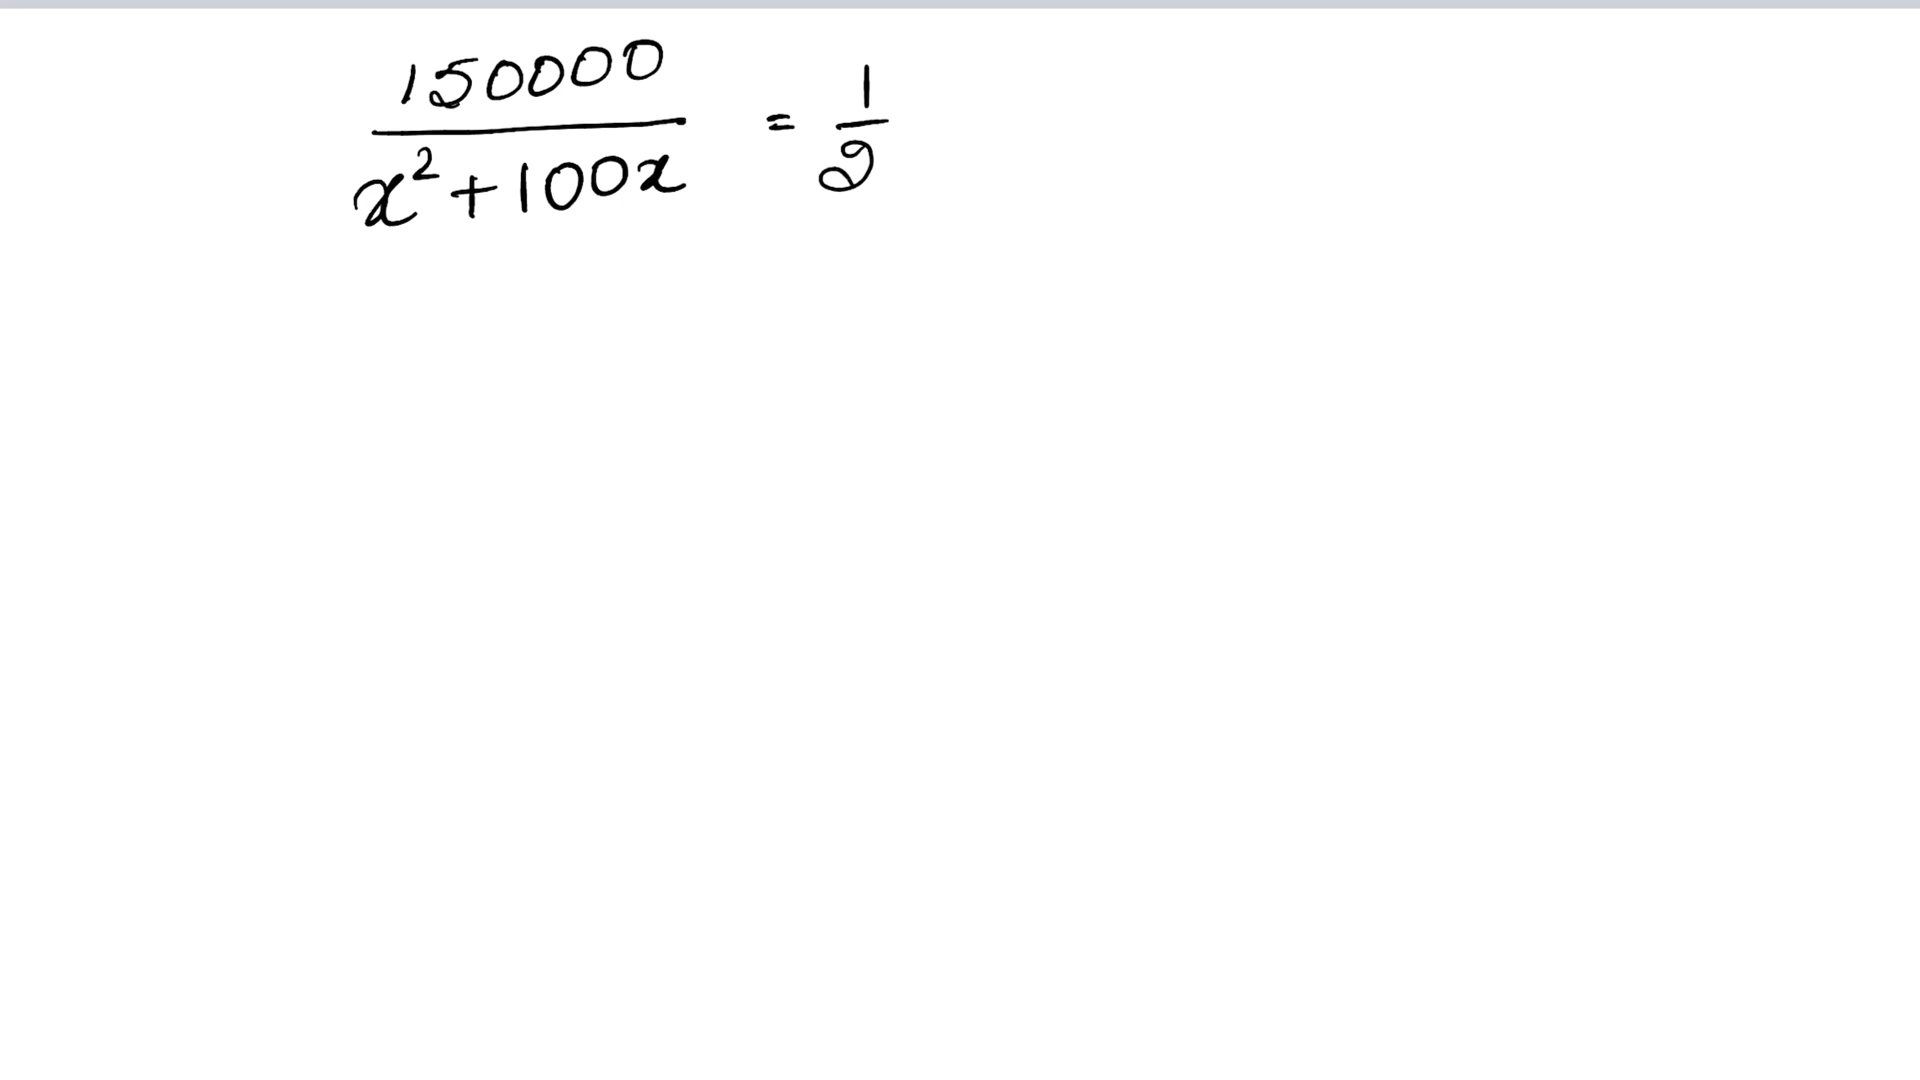 150000/(x²+100x) = 1/2